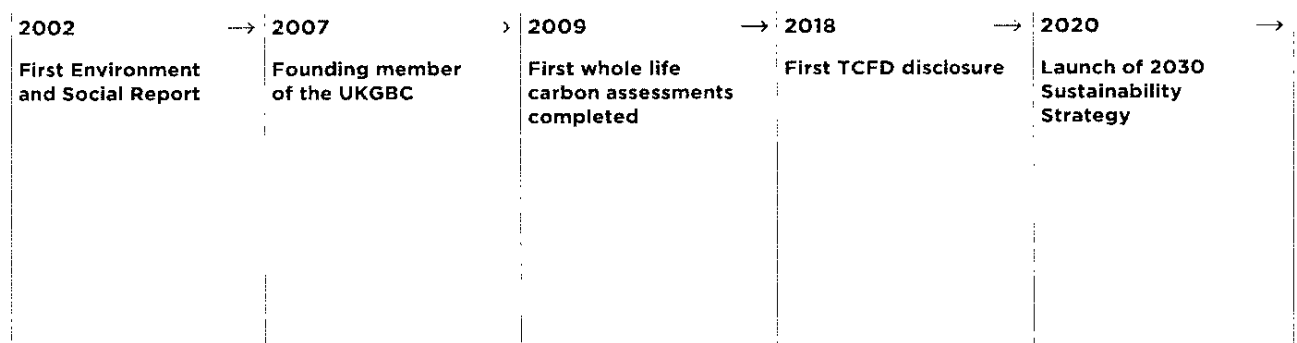 2002 →
First Environment
and Social Report
2007 →
Founding member
of the UKGBC
2009 →
First whole life
carbon assessments
completed
2018 →
First TCFD disclosure
2020 →
Launch of 2030
Sustainability
Strategy